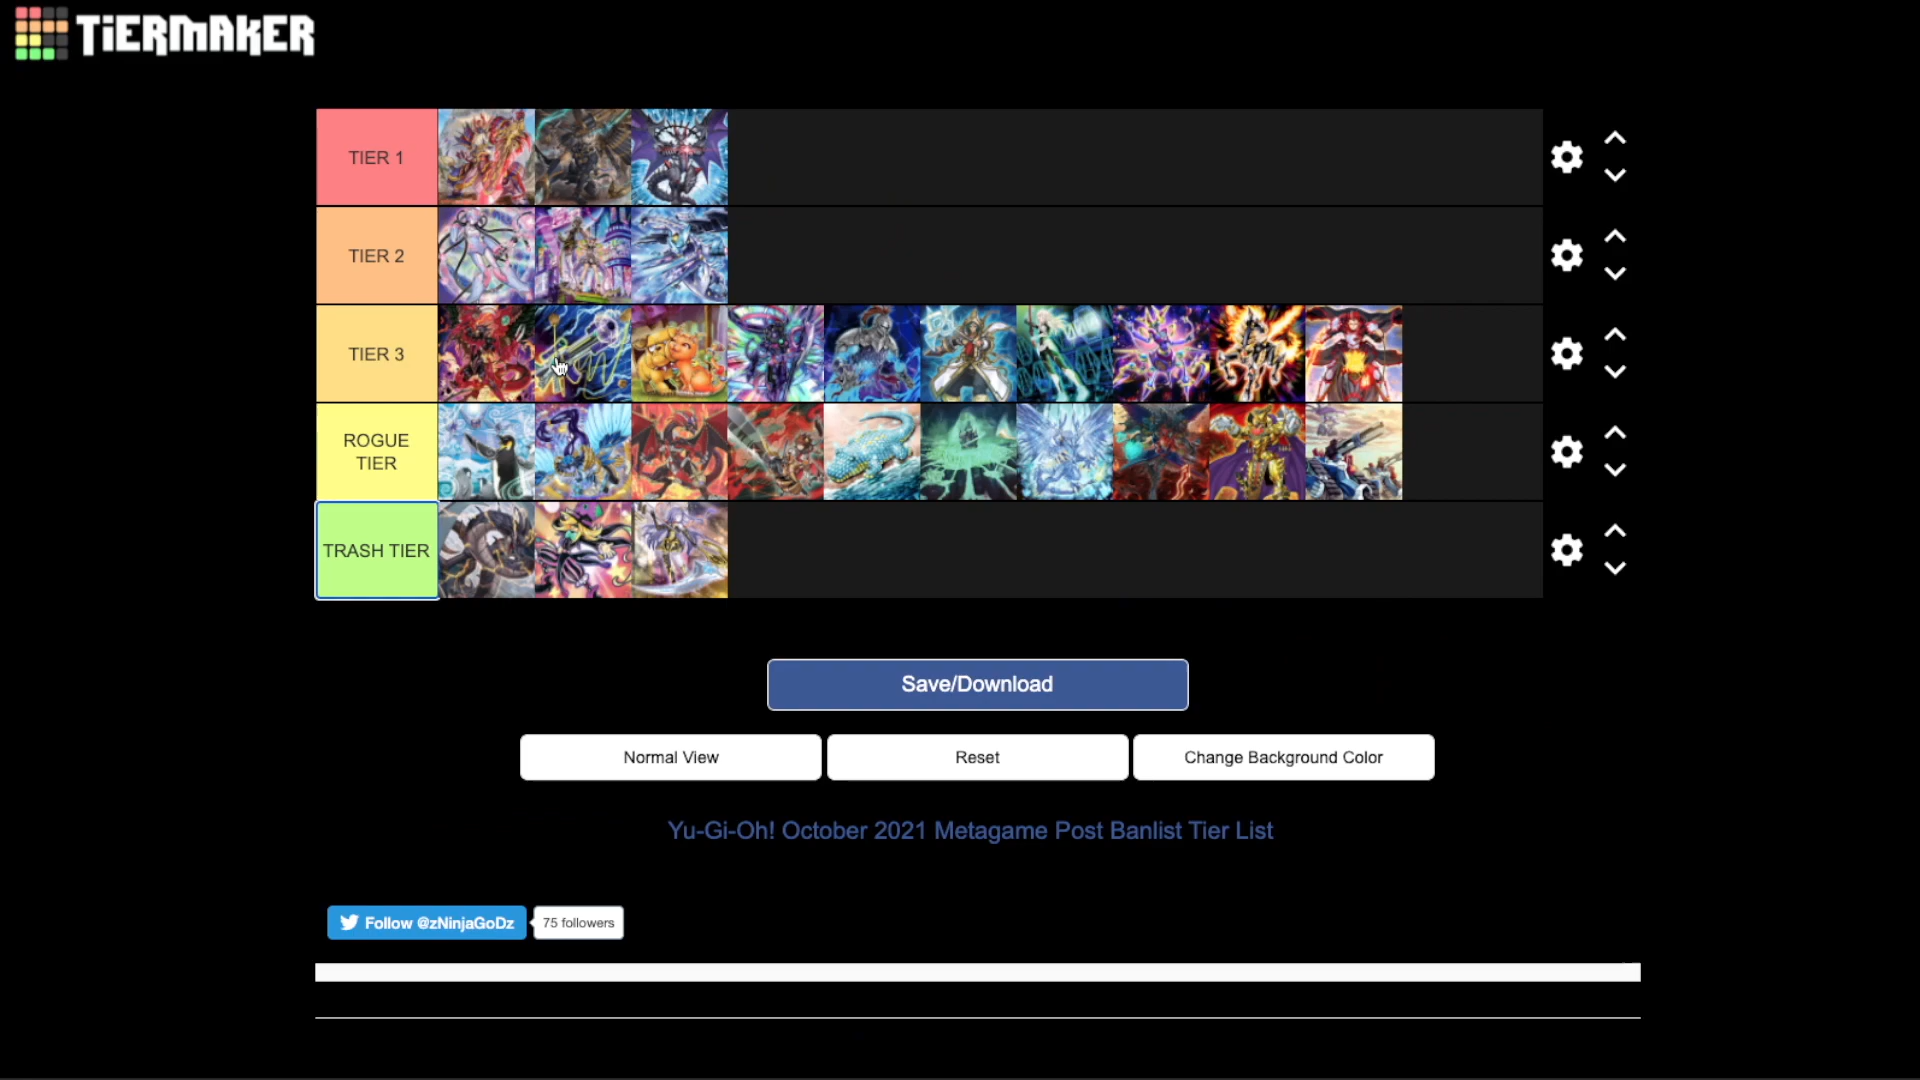 TiERMAKER
TIER 1
TIER 2
TIER 3
ROGUE
TIER
TRASH TIER
Save/Download
Normal View
Reset
Change Background Color
Yu-Gi-Oh! October 2021 Metagame Post Banlist Tier List
Follow @zNinjaGoDz
75 followers